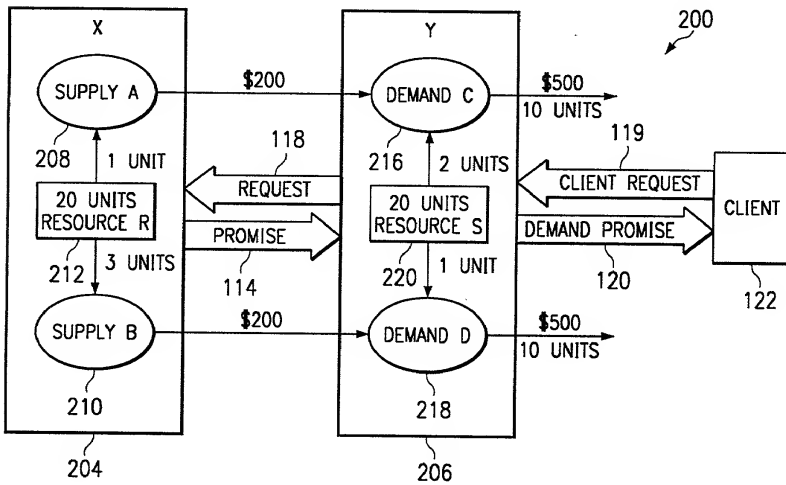 200
X
Y
SUPPLY A
$200
DEMAND C
$500
10 UNITS
208
1 UNIT
118
216
2 UNITS
119
REQUEST
CLIENT REQUEST
20 UNITS
RESOURCE R
20 UNITS
RESOURCE S
CLIENT
PROMISE
DEMAND PROMISE
212
3 UNITS
114
220
1 UNIT
120
122
SUPPLY B
$200
DEMAND D
$500
10 UNITS
210
218
204
206